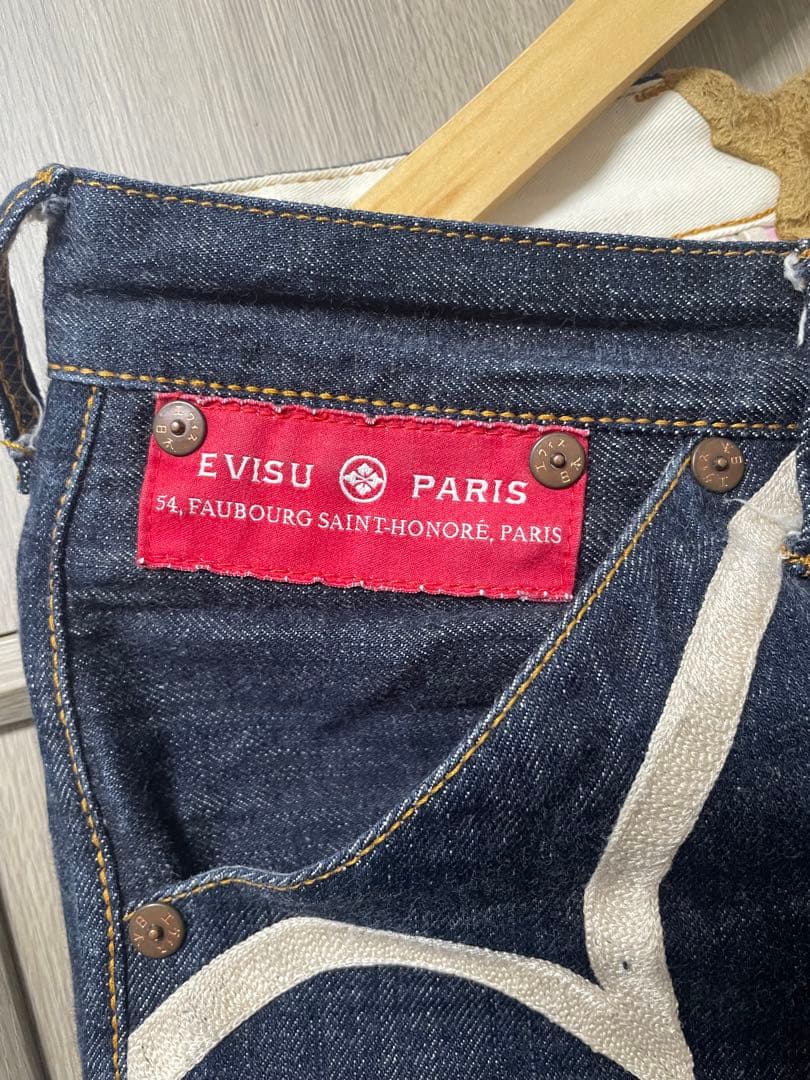 EVISU PARIS
54, FAUBOURG SAINT-HONORÉ, PARIS